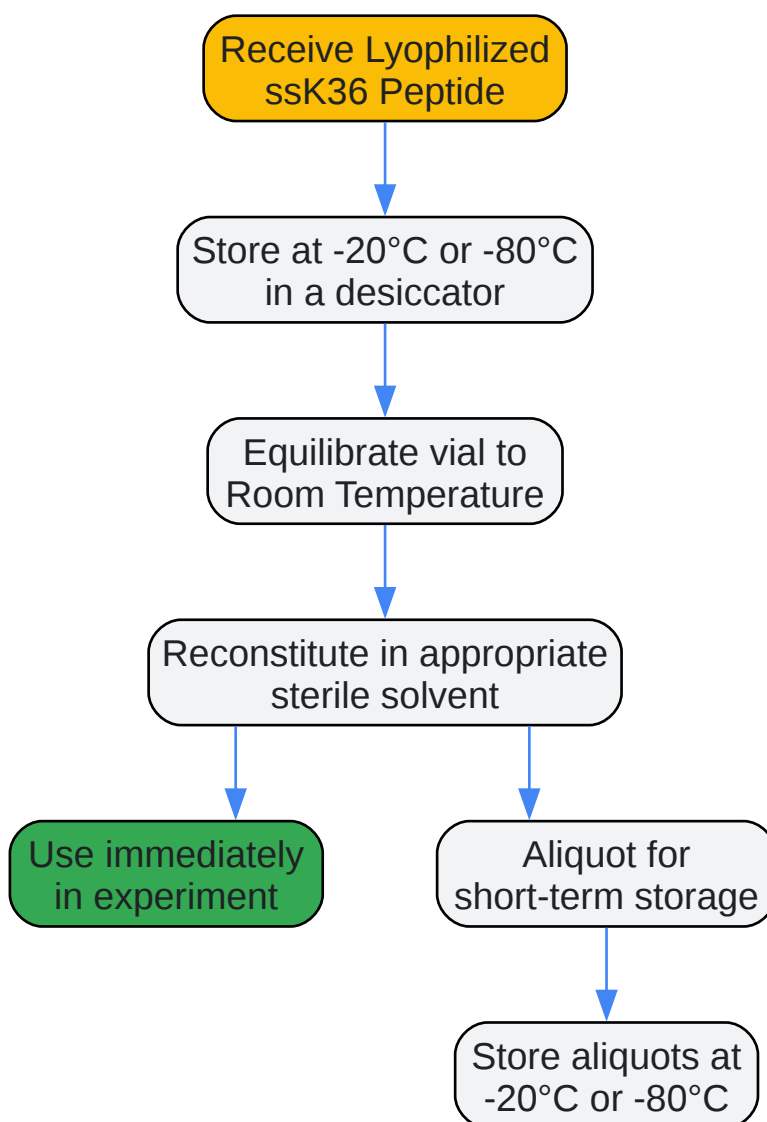 Receive Lyophilized
ssK36 Peptide
Store at -20°C or -80°C
in a desiccator
Equilibrate vial to
Room Temperature
Reconstitute in appropriate
sterile solvent
Use immediately
in experiment
Aliquot for
short-term storage
Store aliquots at
-20°C or -80°C